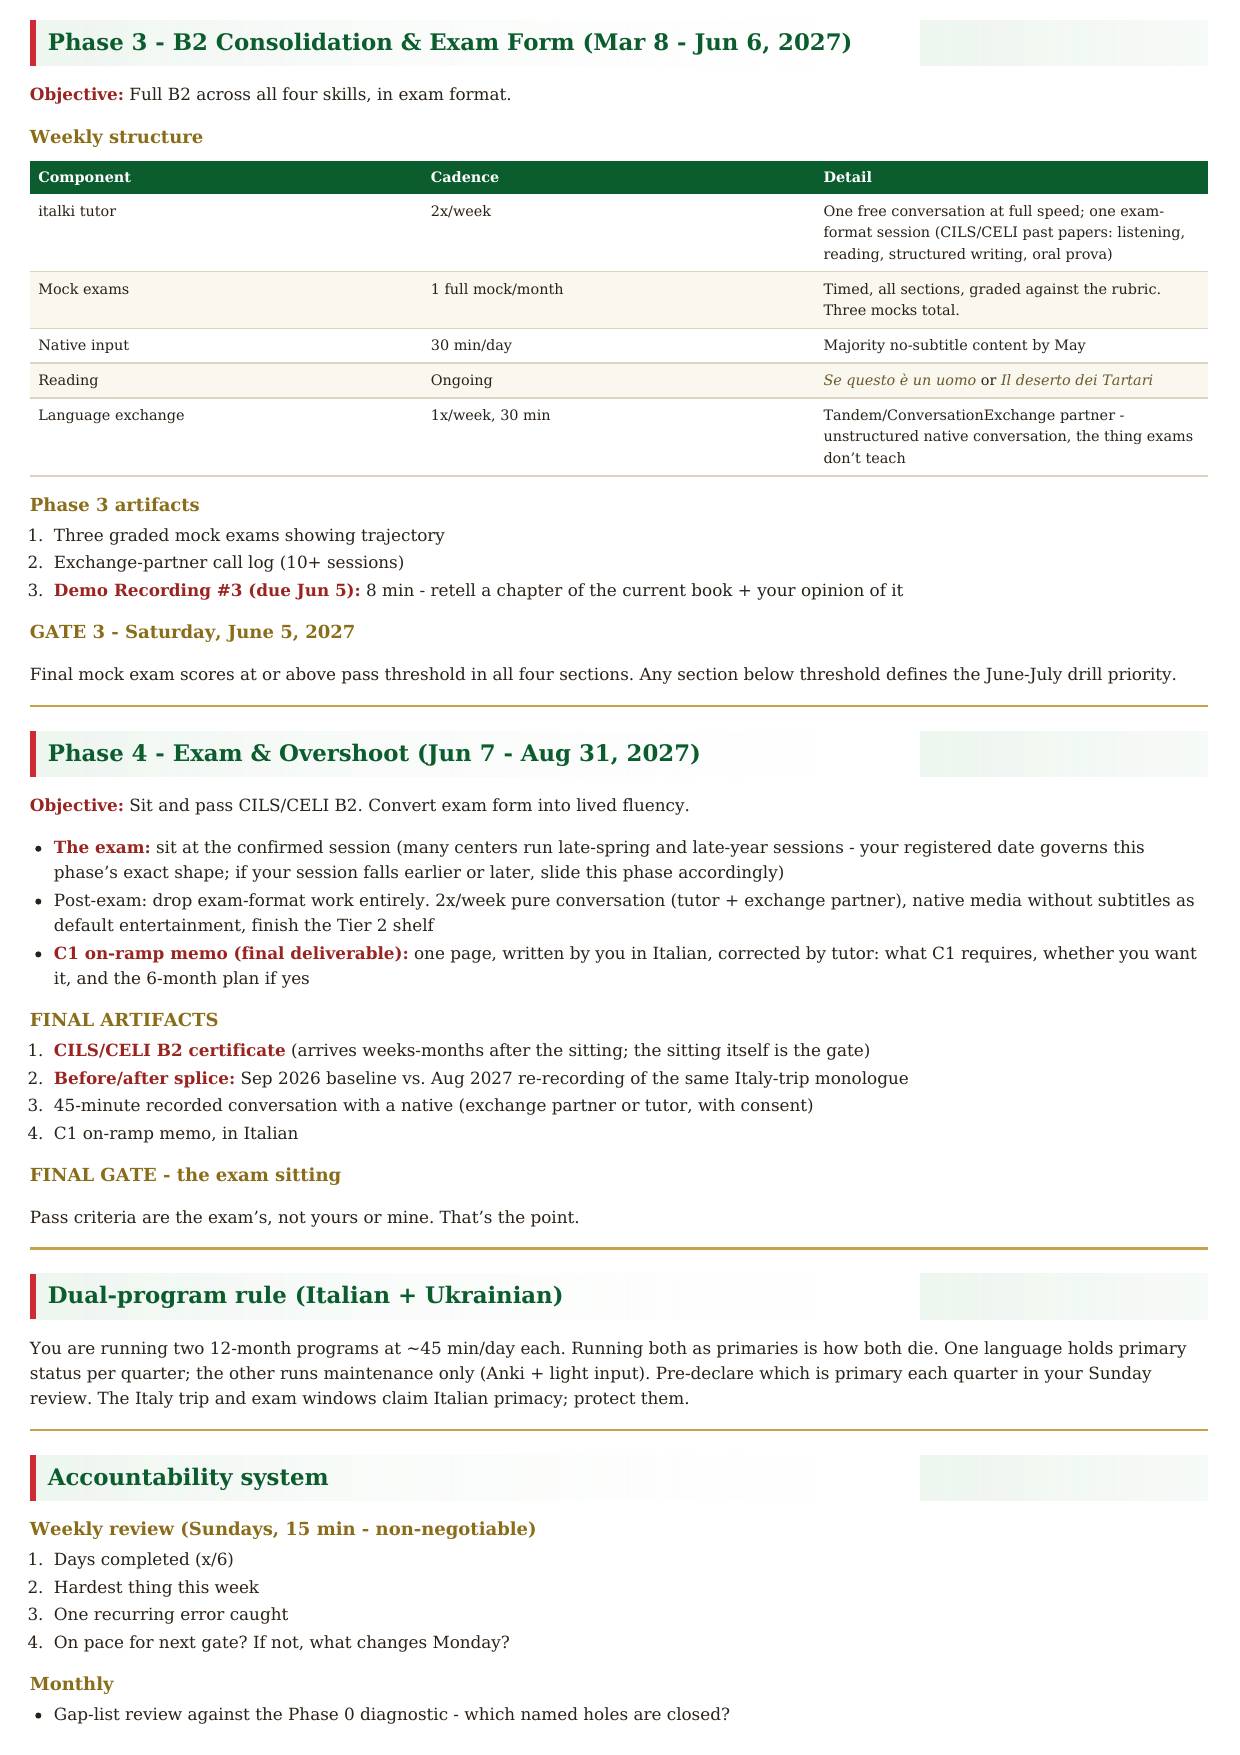 Phase 3 - B2 Consolidation & Exam Form (Mar 8 - Jun 6, 2027)
Objective: Full B2 across all four skills, in exam format.
Weekly structure
Component Cadence Detail
italki tutor 2x/week One free conversation at full speed; one exam-
format session (CILS/CELI past papers: listening,
reading, structured writing, oral prova)
Mock exams 1 full mock/month Timed, all sections, graded against the rubric.
Three mocks total.
Native input 30 min/day Majority no-subtitle content by May
Reading Ongoing Se questo è un uomo or Il deserto dei Tartari
Language exchange 1x/week, 30 min Tandem/ConversationExchange partner -
unstructured native conversation, the thing exams
don’t teach
Phase 3 artifacts
1. Three graded mock exams showing trajectory
2. Exchange-partner call log (10+ sessions)
3. Demo Recording #3 (due Jun 5): 8 min - retell a chapter of the current book + your opinion of it
GATE 3 - Saturday, June 5, 2027
Final mock exam scores at or above pass threshold in all four sections. Any section below threshold defines the June-July drill priority.
Phase 4 - Exam & Overshoot (Jun 7 - Aug 31, 2027)
Objective: Sit and pass CILS/CELI B2. Convert exam form into lived fluency.
• The exam: sit at the confirmed session (many centers run late-spring and late-year sessions - your registered date governs this
phase’s exact shape; if your session falls earlier or later, slide this phase accordingly)
• Post-exam: drop exam-format work entirely. 2x/week pure conversation (tutor + exchange partner), native media without subtitles as
default entertainment, finish the Tier 2 shelf
• C1 on-ramp memo (final deliverable): one page, written by you in Italian, corrected by tutor: what C1 requires, whether you want
it, and the 6-month plan if yes
FINAL ARTIFACTS
1. CILS/CELI B2 certificate (arrives weeks-months after the sitting; the sitting itself is the gate)
2. Before/after splice: Sep 2026 baseline vs. Aug 2027 re-recording of the same Italy-trip monologue
3. 45-minute recorded conversation with a native (exchange partner or tutor, with consent)
4. C1 on-ramp memo, in Italian
FINAL GATE - the exam sitting
Pass criteria are the exam’s, not yours or mine. That’s the point.
Dual-program rule (Italian + Ukrainian)
You are running two 12-month programs at ~45 min/day each. Running both as primaries is how both die. One language holds primary
status per quarter; the other runs maintenance only (Anki + light input). Pre-declare which is primary each quarter in your Sunday
review. The Italy trip and exam windows claim Italian primacy; protect them.
Accountability system
Weekly review (Sundays, 15 min - non-negotiable)
1. Days completed (x/6)
2. Hardest thing this week
3. One recurring error caught
4. On pace for next gate? If not, what changes Monday?
Monthly
• Gap-list review against the Phase 0 diagnostic - which named holes are closed?